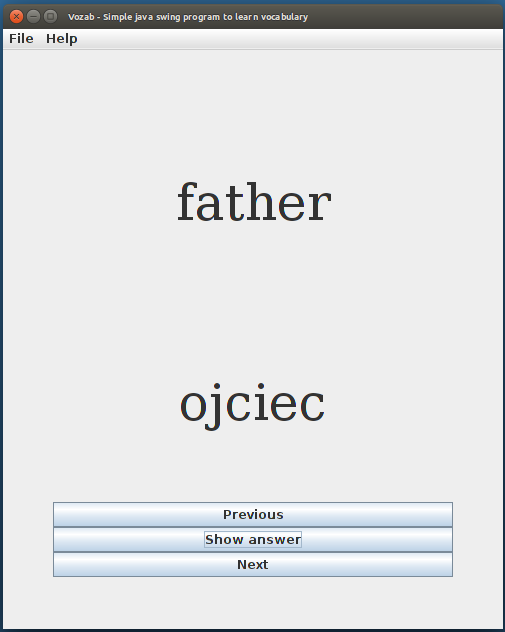 Vozab - Simple java swing program to learn vocabulary
File Help
father
ojciec
Previous
Show answer
Next